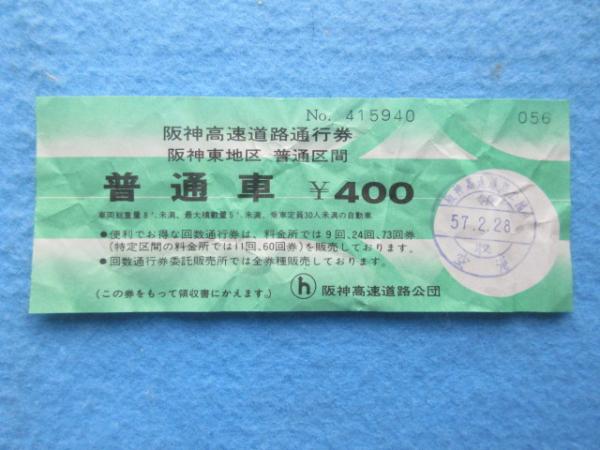 No. 415940
056
阪神高速道路通行券
阪神東地区 普通区間
普通車 ¥400
車両総重量8t.未満、最大積載量5t.未満、乗車定員30人未満の自動車
●便利でお得な回数通行券は、料金所では9回、24回、73回券
(特定区間の料金所では11回、60回券)を販売しております。
●回数通行券委託販売所では全券種販売しております。
(この券をもって領収書にかえます。)
h 阪神高速道路公団
57.2.28